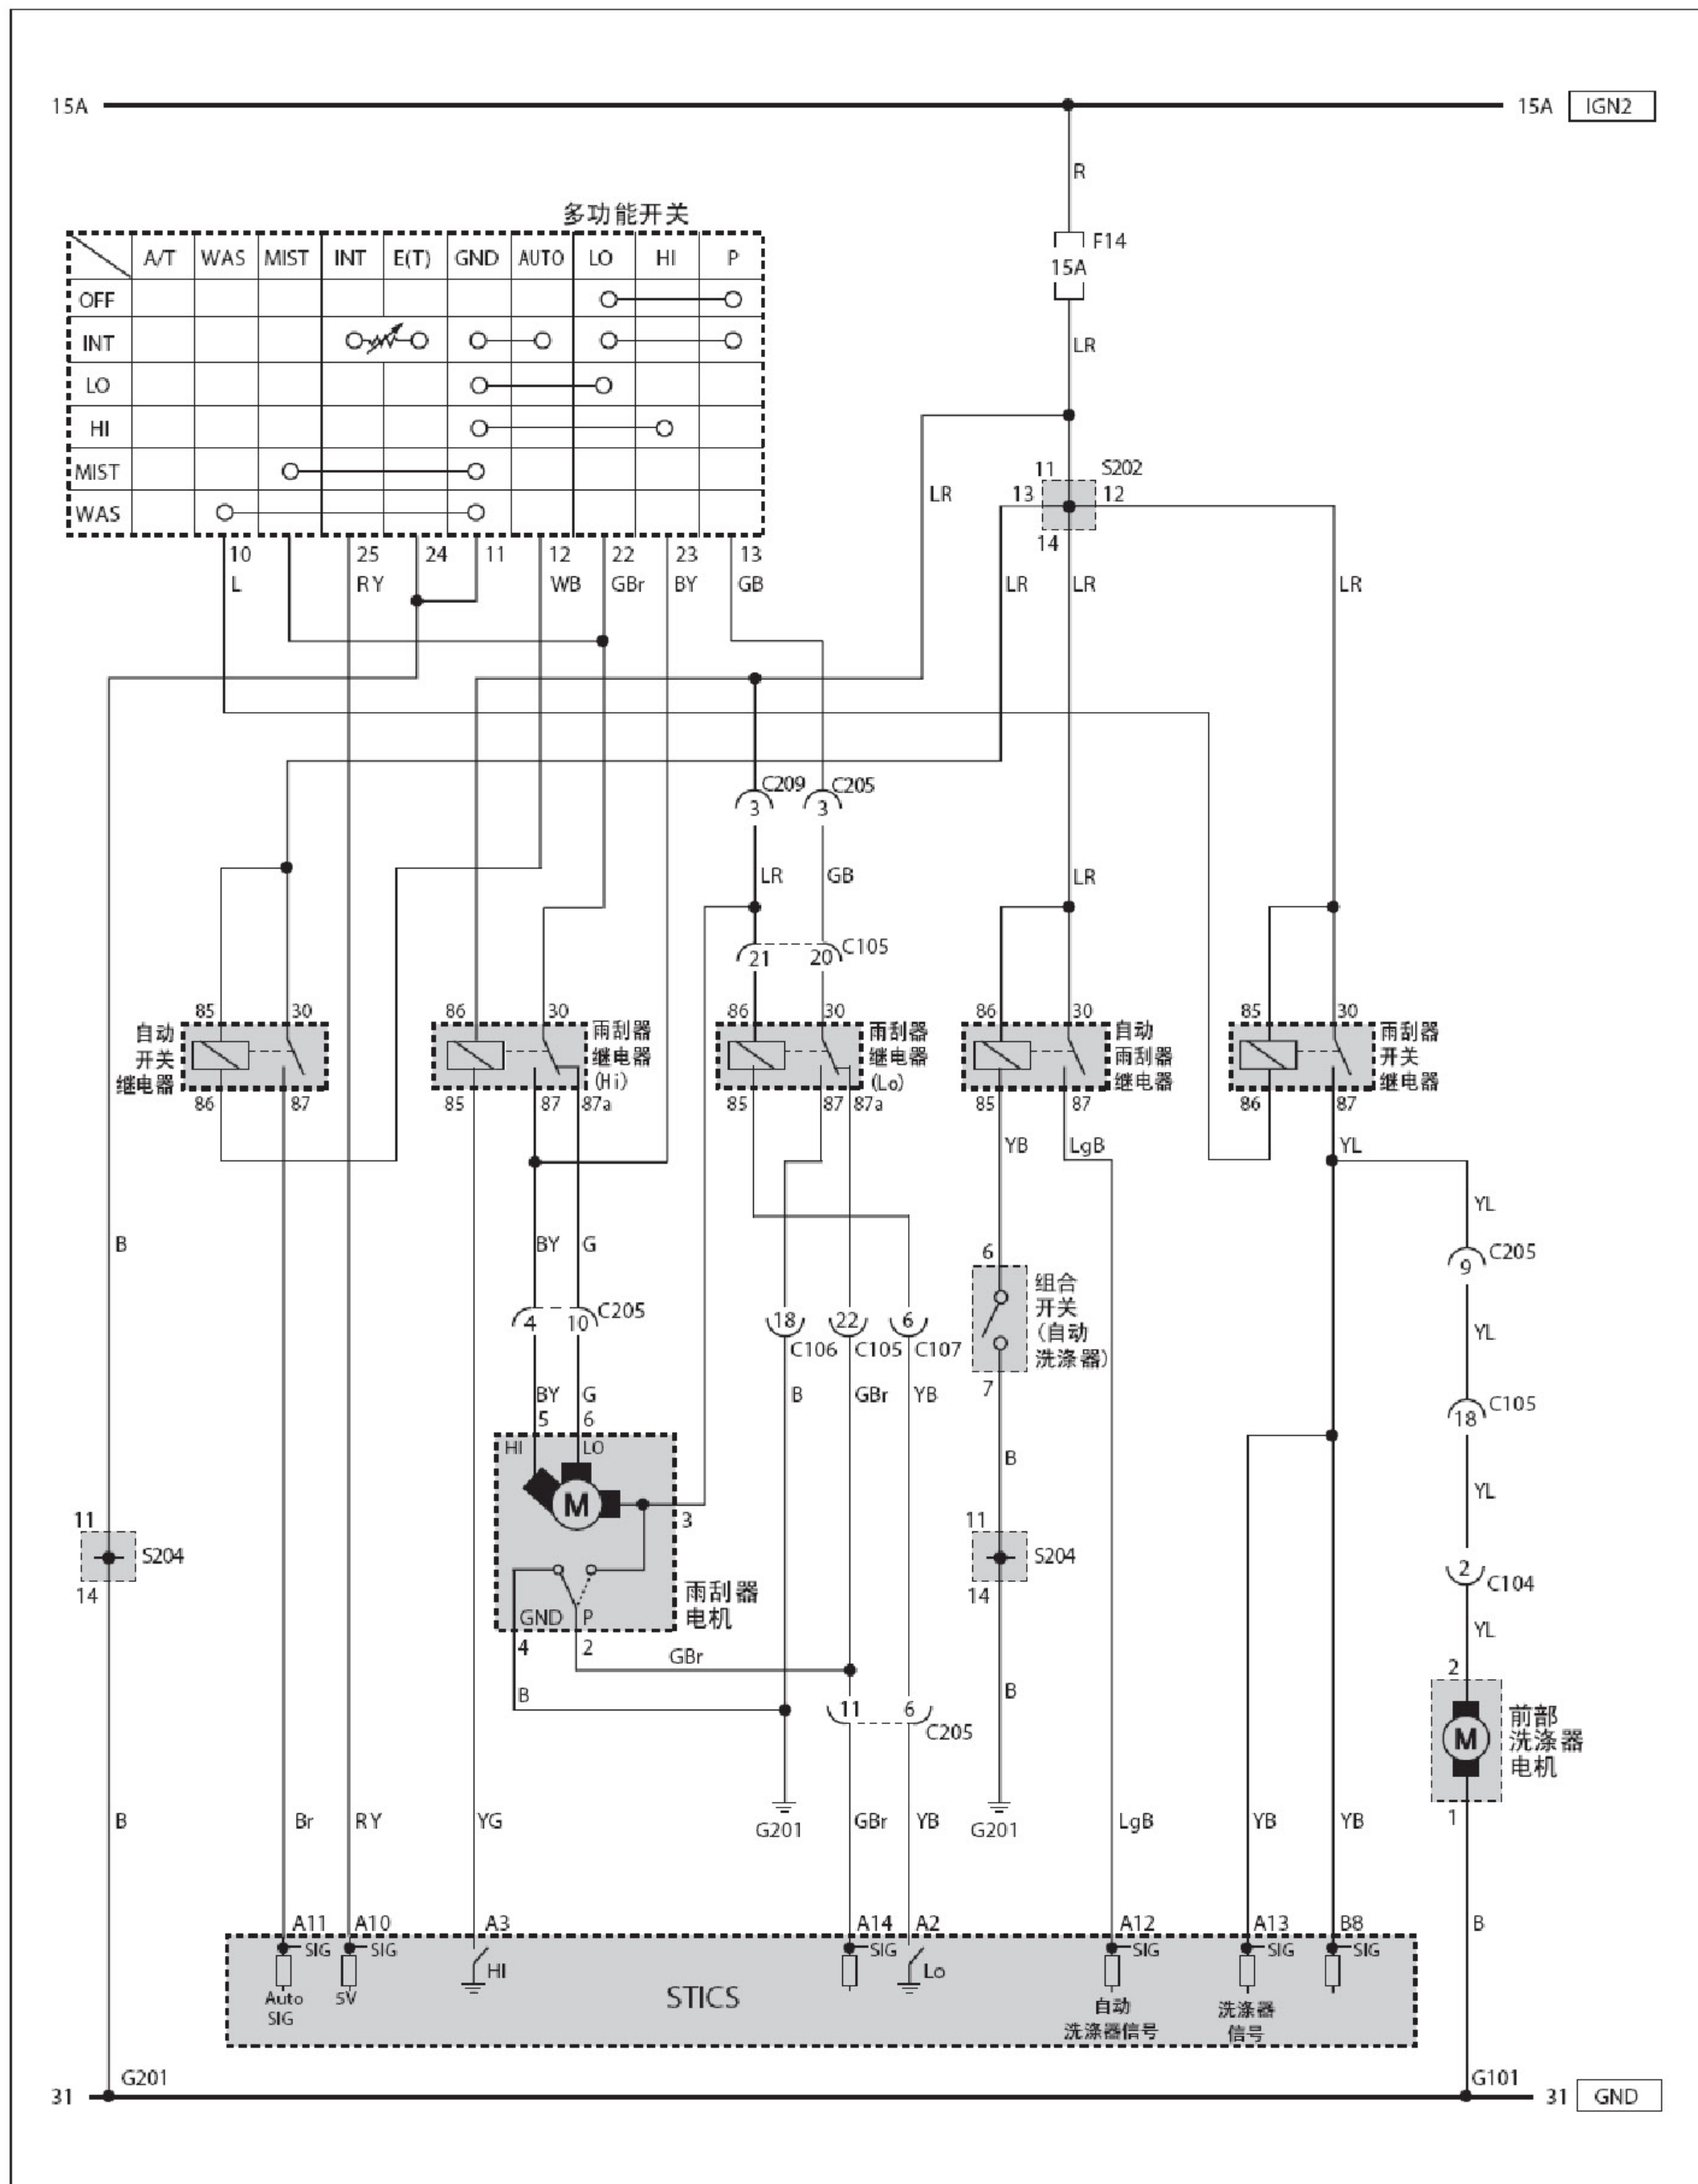 15A
15A IGN2
R
F14
15A
LR
多功能开关
A/T WAS MIST INT E(T) GND AUTO LO HI P
OFF
INT
LO
HI
MIST
WAS
10 25 24 11 12 22 23 13
L RY WB GBr BY GB
LR
11 S202
13 12
14
LR LR LR
C209 C205
3 3
LR GB LR
C105
21 20
85 30 86 30 86 30 86 30 85 30
自动
开关
继电器
雨刮器
继电器
(Hi)
雨刮器
继电器
(Lo)
自动
雨刮器
继电器
雨刮器
开关
继电器
86 87 85 87 87a 85 87 87a 85 87 86 87
YB LgB YL
YL
B BY G
6 C205
9
组合
开关
(自动
洗涤器)
7
4 10 C205
18 22 6
C106 C105 C107
YL
BY G B GBr YB
C105
18
5 6
HI LO
M
3
B
YL
11
S204
14
11
S204
14
2 C104
雨刮器
电机
GND P
4 2
GBr
YL
2
B
B
11 6
C205
M
前部
洗涤器
电机
1
B Br RY YG G201 GBr YB G201 LgB YB YB
A11 A10 A3 A14 A2 A12 A13 B8 B
SIG SIG SIG SIG SIG SIG
HI Lo
STICS
Auto
SIG
5V
自动
洗涤器信号
洗涤器
信号
G201 G101
31
31 GND